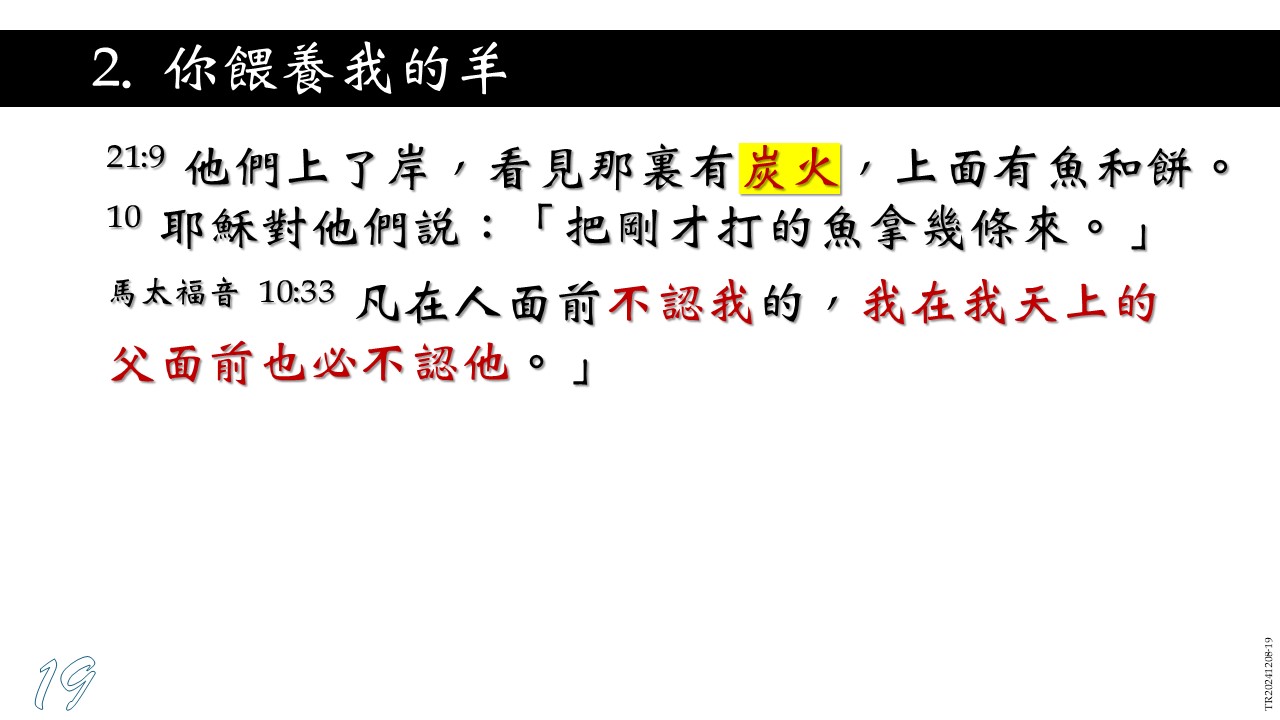 2. 你餵養我的羊
21:9 他們上了岸，看見那裏有炭火，上面有魚和餅。
10 耶穌對他們說：「把剛才打的魚拿幾條來。」
馬太福音 10:33 凡在人面前不認我的，我在我天上的
父面前也必不認他。」
19
TR20241208-19